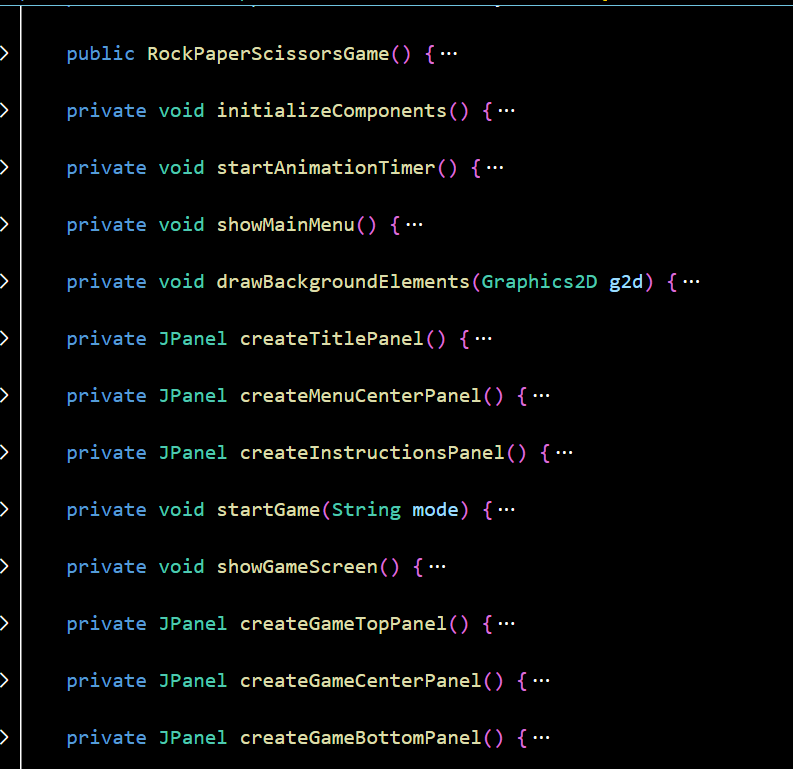 public RockPaperScissorsGame() {···
private void initializeComponents() {···
private void startAnimationTimer() {···
private void showMainMenu() {···
private void drawBackgroundElements(Graphics2D g2d) {···
private JPanel createTitlePanel() {···
private JPanel createMenuCenterPanel() {···
private JPanel createInstructionsPanel() {···
private void startGame(String mode) {···
private void showGameScreen() {···
private JPanel createGameTopPanel() {···
private JPanel createGameCenterPanel() {···
private JPanel createGameBottomPanel() {···